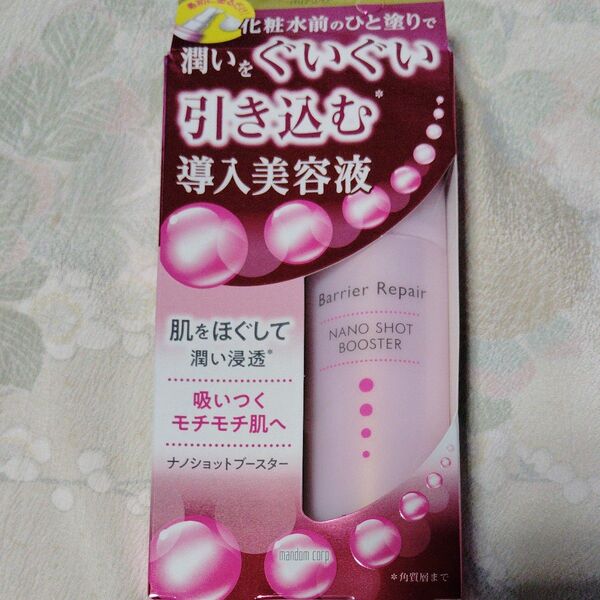 化粧水前のひと塗りで
潤いをぐいぐい
引き込む*
導入美容液
Barrier Repair
NANO SHOT
BOOSTER
肌をほぐして
潤い浸透*
吸いつく
モチモチ肌へ
ナノショットブースター
mandom corp
*角質層まで